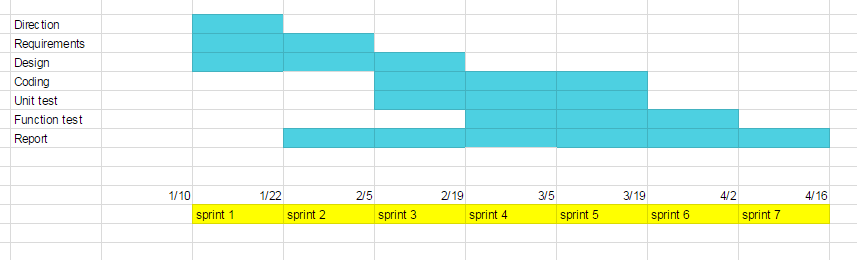 Direction
Requirements
Design
Coding
Unit test
Function test
Report
1/10 1/22 2/5 2/19 3/5 3/19 4/2 4/16
sprint 1 sprint 2 sprint 3 sprint 4 sprint 5 sprint 6 sprint 7